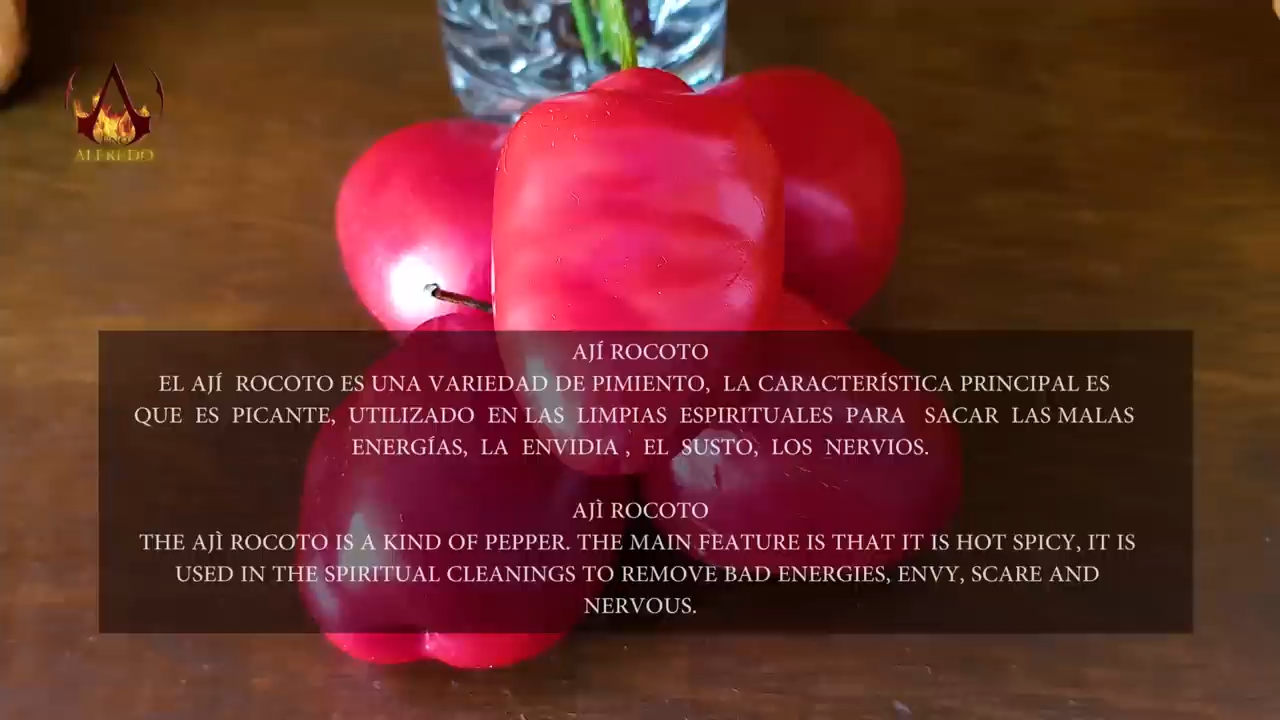 ALFREDO
AJÍ ROCOTO
EL AJÍ ROCOTO ES UNA VARIEDAD DE PIMIENTO, LA CARACTERÍSTICA PRINCIPAL ES
QUE ES PICANTE, UTILIZADO EN LAS LIMPIAS ESPIRITUALES PARA SACAR LAS MALAS
ENERGÍAS, LA ENVIDIA , EL SUSTO, LOS NERVIOS.
AJÌ ROCOTO
THE AJÌ ROCOTO IS A KIND OF PEPPER. THE MAIN FEATURE IS THAT IT IS HOT SPICY, IT IS
USED IN THE SPIRITUAL CLEANINGS TO REMOVE BAD ENERGIES, ENVY, SCARE AND
NERVOUS.